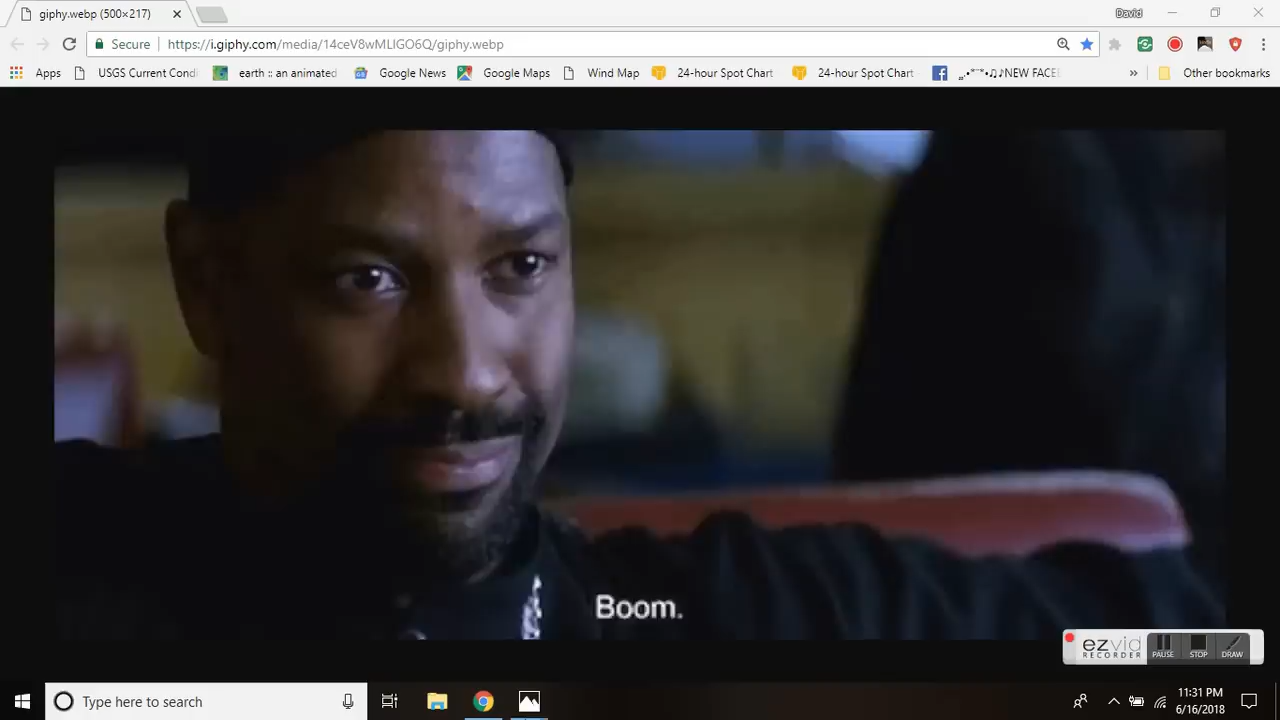 giphy.webp (500×217)
David
Secure
https://i.giphy.com/media/14ceV8wMLIGO6Q/giphy.webp
Apps
USGS Current Condi
earth :: an animated
Google News
Google Maps
Wind Map
24-hour Spot Chart
24-hour Spot Chart
NEW FACE
»
Other bookmarks
Boom.
ezvid
RECORDER
PAUSE
STOP
DRAW
Type here to search
11:31 PM
6/16/2018